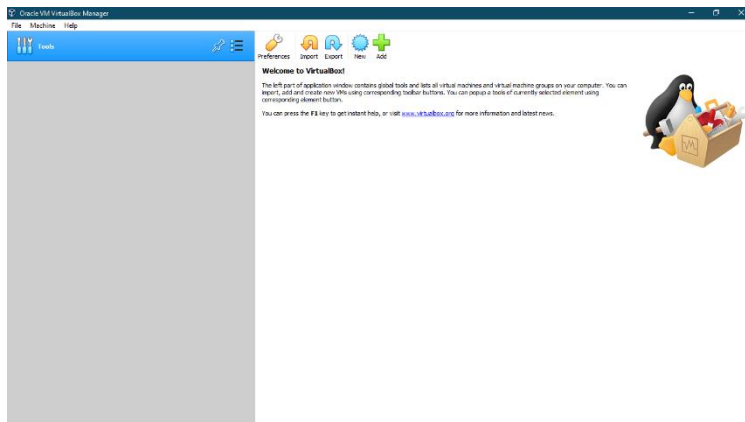 Oracle VM VirtualBox Manager
File Machine Help
Tools
Preferences Import Export New Add
Welcome to VirtualBox!
The left part of application window contains global tools and lists all virtual machines and virtual machine groups on your computer. You can
import, add and create new VMs using corresponding toolbar buttons. You can popup a tools of currently selected element using
corresponding element button.
You can press the F1 key to get instant help, or visit www.virtualbox.org for more information and latest news.
VM